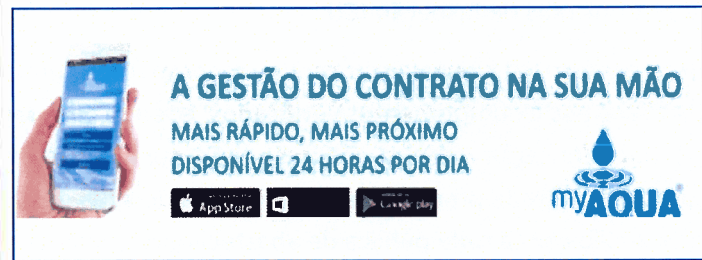 A GESTÃO DO CONTRATO NA SUA MÃO
MAIS RÁPIDO, MAIS PRÓXIMO
DISPONÍVEL 24 HORAS POR DIA
App Store
Google play
myAQUA